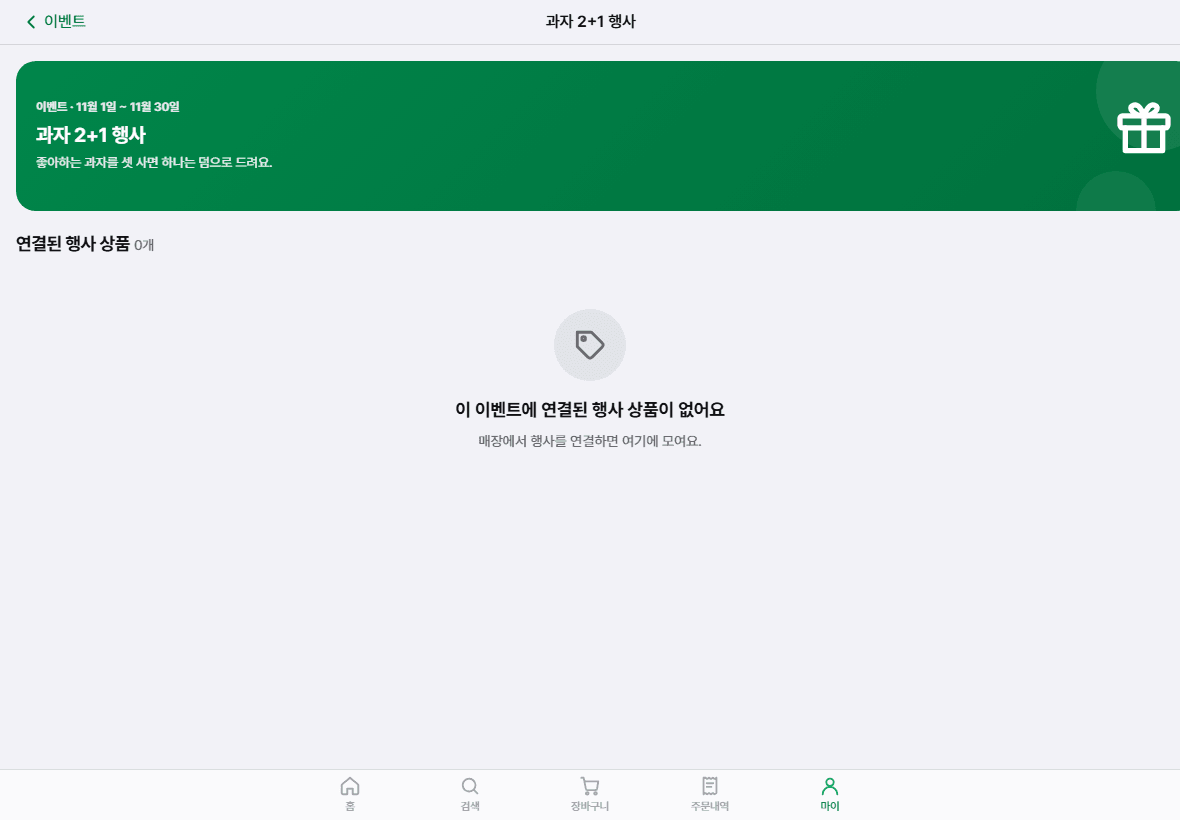 이벤트
과자 2+1 행사
이벤트 · 11월 1일 ~ 11월 30일
과자 2+1 행사
좋아하는 과자를 셋 사면 하나는 덤으로 드려요.
연결된 행사 상품 0개
이 이벤트에 연결된 행사 상품이 없어요
매장에서 행사를 연결하면 여기에 모여요.
홈
검색
장바구니
주문내역
마이